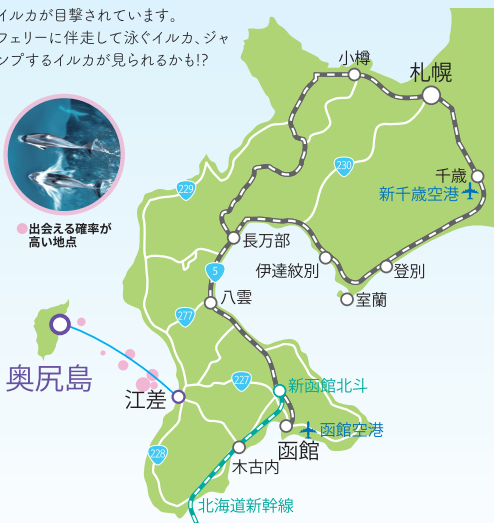 イルカが目撃されています。
フェリーに伴走して泳ぐイルカ、ジャ
ンプするイルカが見られるかも!?
小樽
札幌
230
千歳
新千歳空港
229
出会える確率が
高い地点
長万部
5
伊達紋別
登別
八雲
室蘭
277
奥尻島
江差
227
新函館北斗
函館空港
函館
228
木古内
北海道新幹線